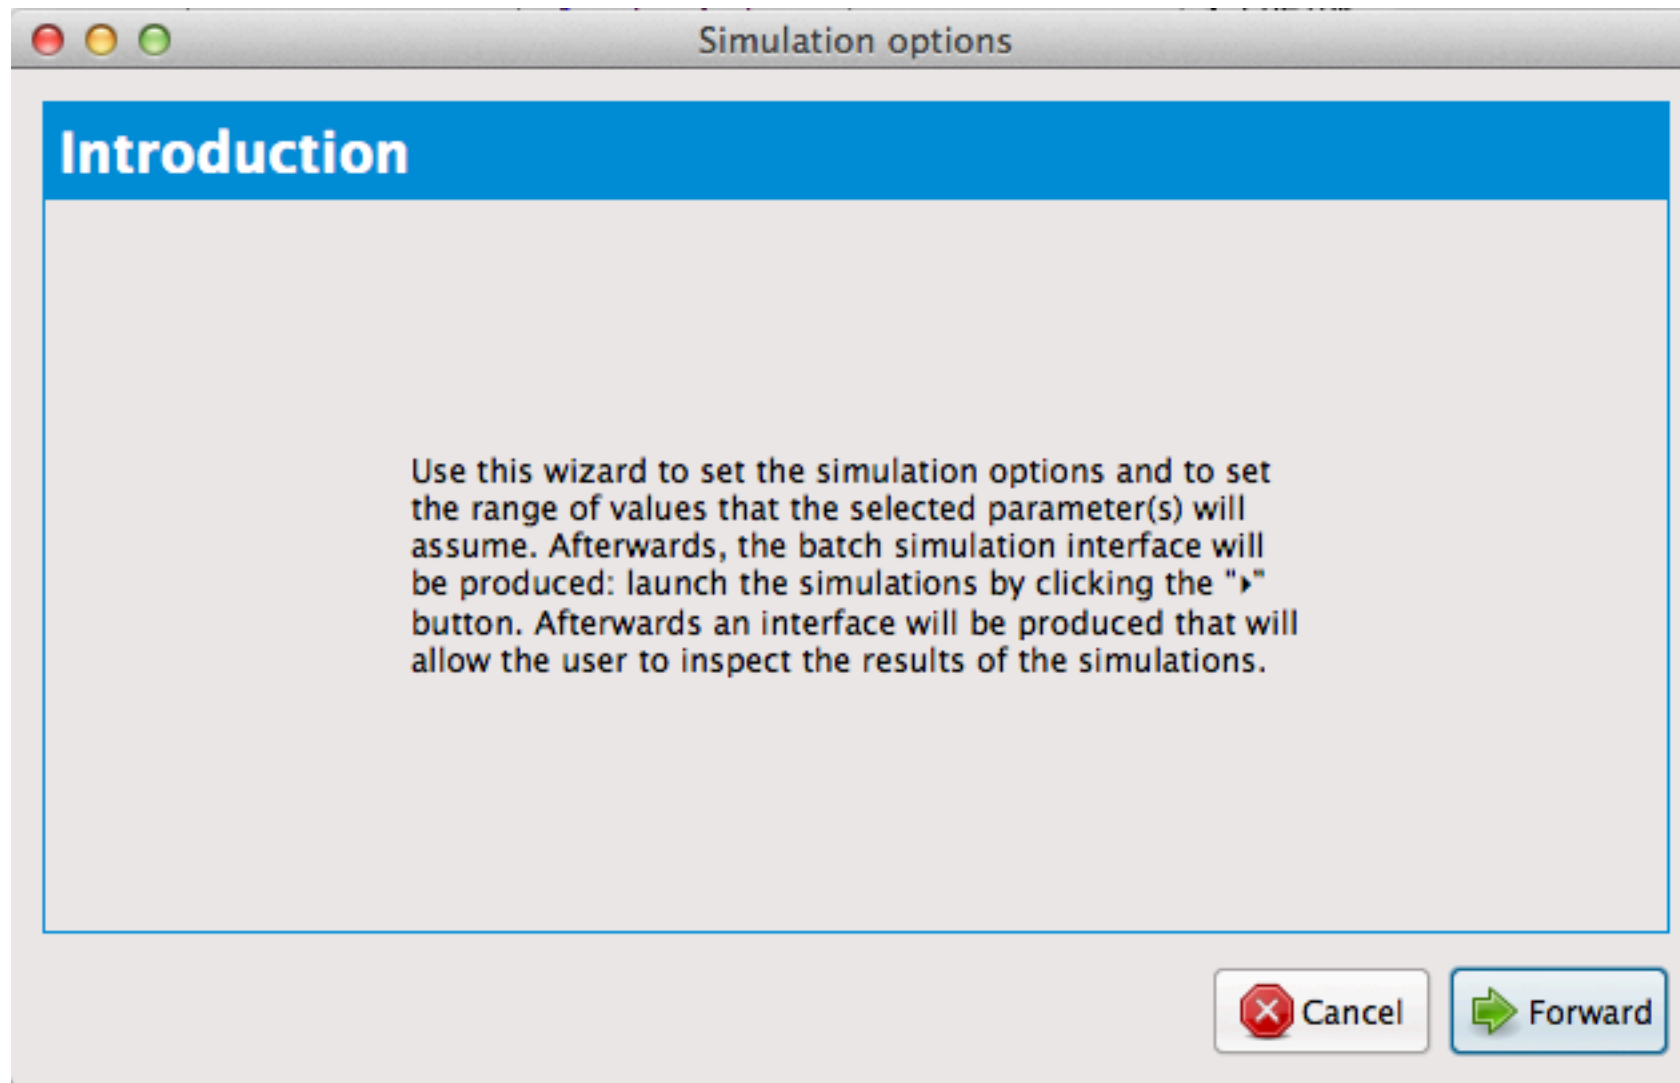 Simulation options
Introduction
Use this wizard to set the simulation options and to set
the range of values that the selected parameter(s) will
assume. Afterwards, the batch simulation interface will
be produced: launch the simulations by clicking the "▸"
button. Afterwards an interface will be produced that will
allow the user to inspect the results of the simulations.
Cancel
Forward